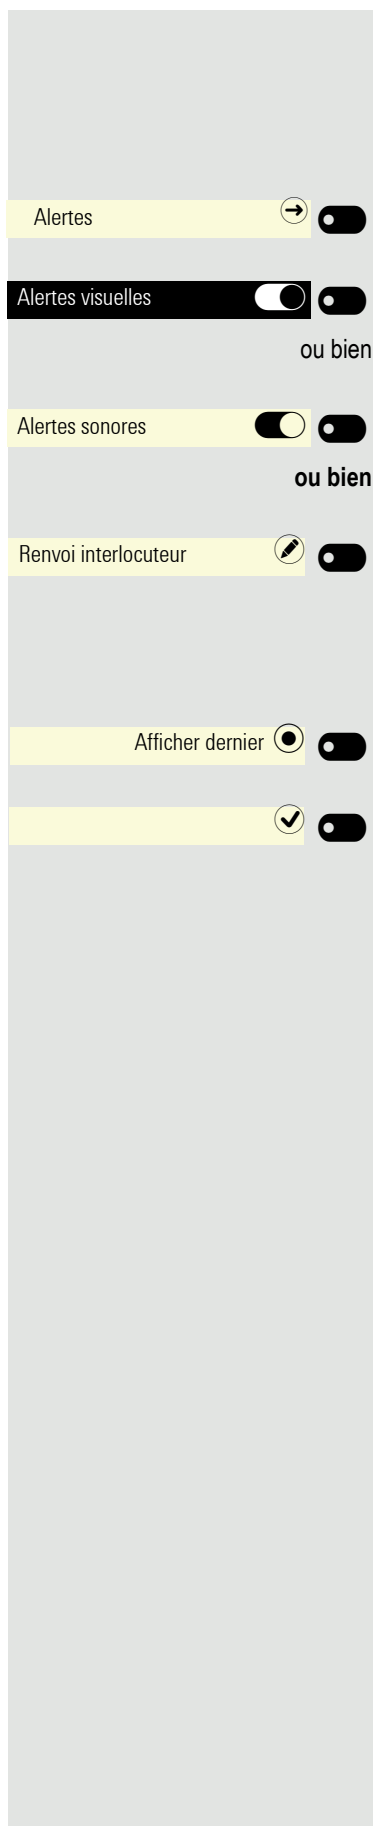 Alertes
Alertes visuelles
ou bien
Alertes sonores
ou bien
Renvoi interlocuteur
Afficher dernier